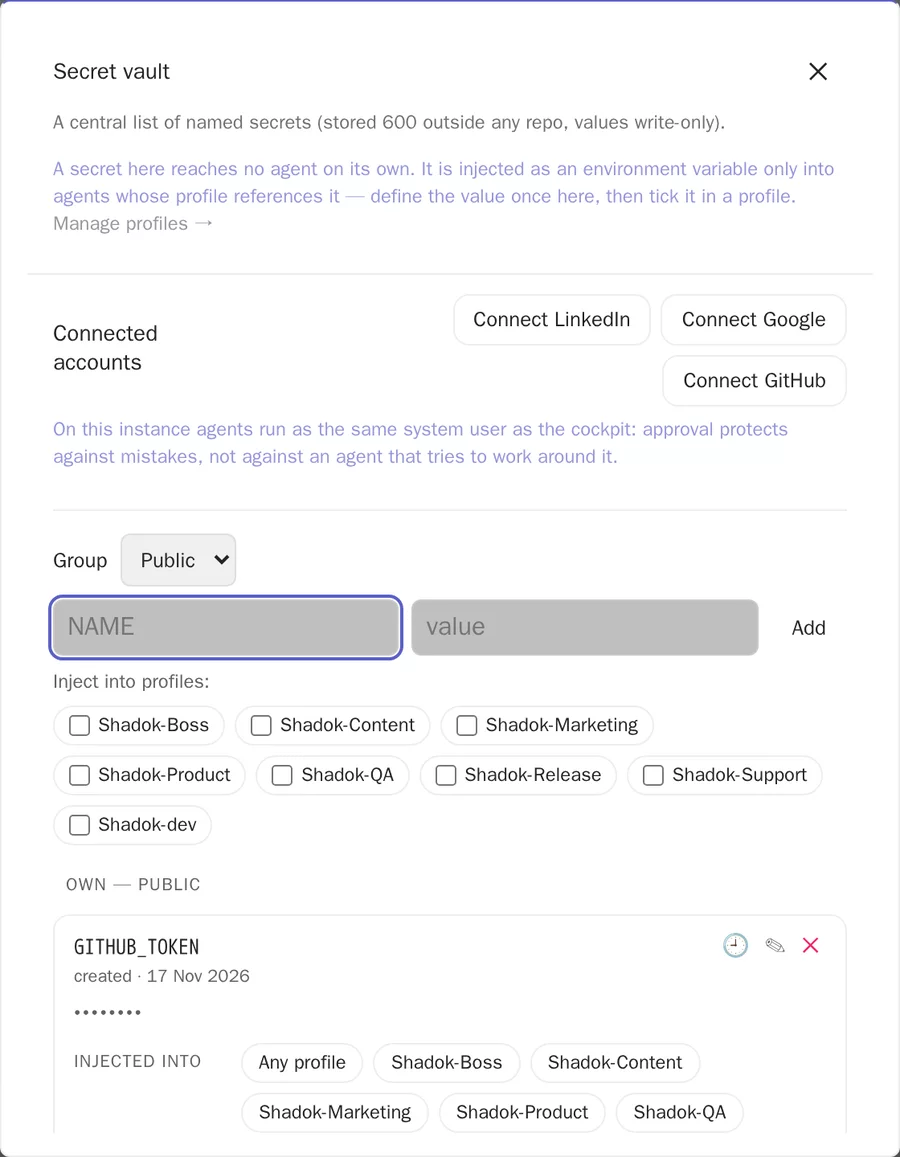 Secret vault
A central list of named secrets (stored 600 outside any repo, values write-only).
A secret here reaches no agent on its own. It is injected as an environment variable only into
agents whose profile references it — define the value once here, then tick it in a profile.
Manage profiles →
Connected
accounts
Connect LinkedIn
Connect Google
Connect GitHub
On this instance agents run as the same system user as the cockpit: approval protects
against mistakes, not against an agent that tries to work around it.
Group Public
NAME value Add
Inject into profiles:
Shadok-Boss Shadok-Content Shadok-Marketing
Shadok-Product Shadok-QA Shadok-Release Shadok-Support
Shadok-dev
OWN — PUBLIC
GITHUB_TOKEN
created · 17 Nov 2026
••••••••
INJECTED INTO Any profile Shadok-Boss Shadok-Content
Shadok-Marketing Shadok-Product Shadok-QA